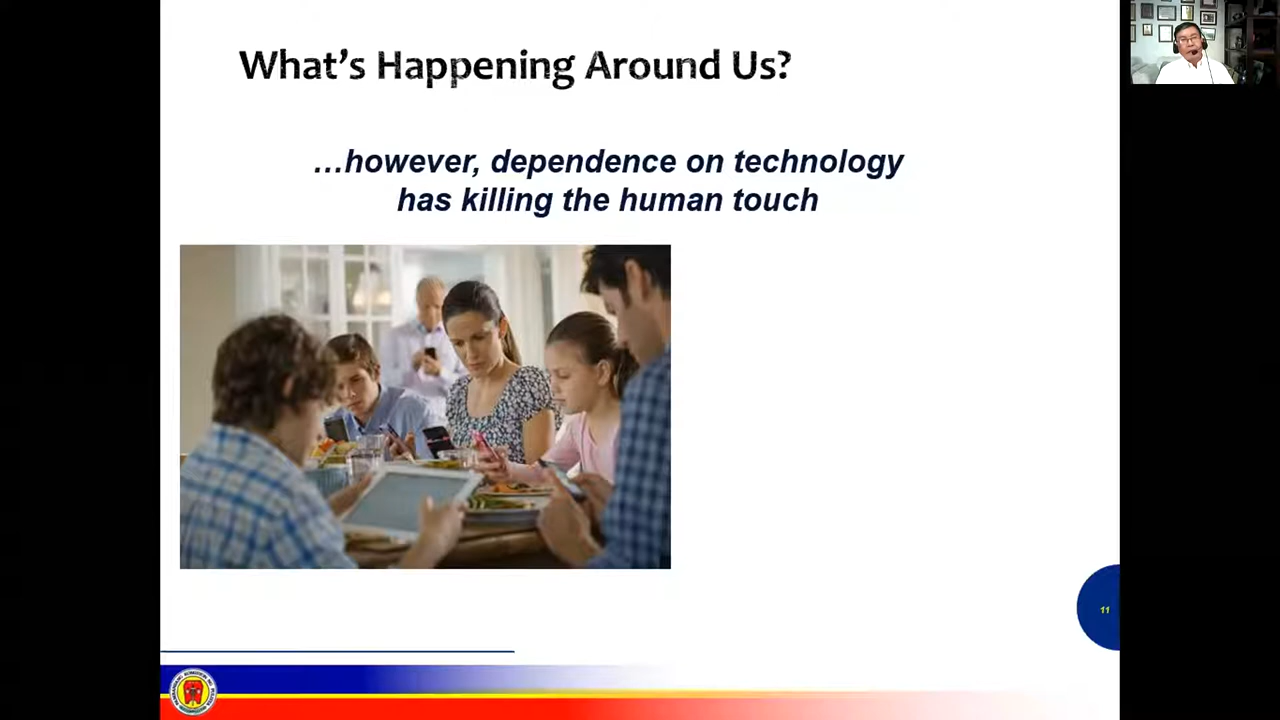 What's Happening Around Us?
…however, dependence on technology
has killing the human touch
11